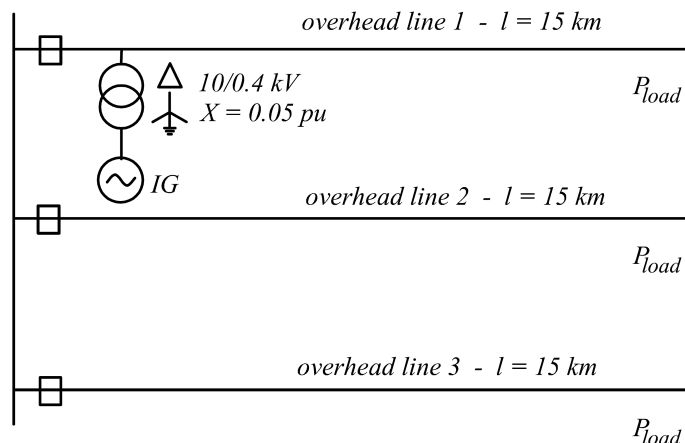 overhead line 1 - l = 15 km
10/0.4 kV
X = 0.05 pu
P_load
IG
overhead line 2 - l = 15 km
P_load
overhead line 3 - l = 15 km
P_load